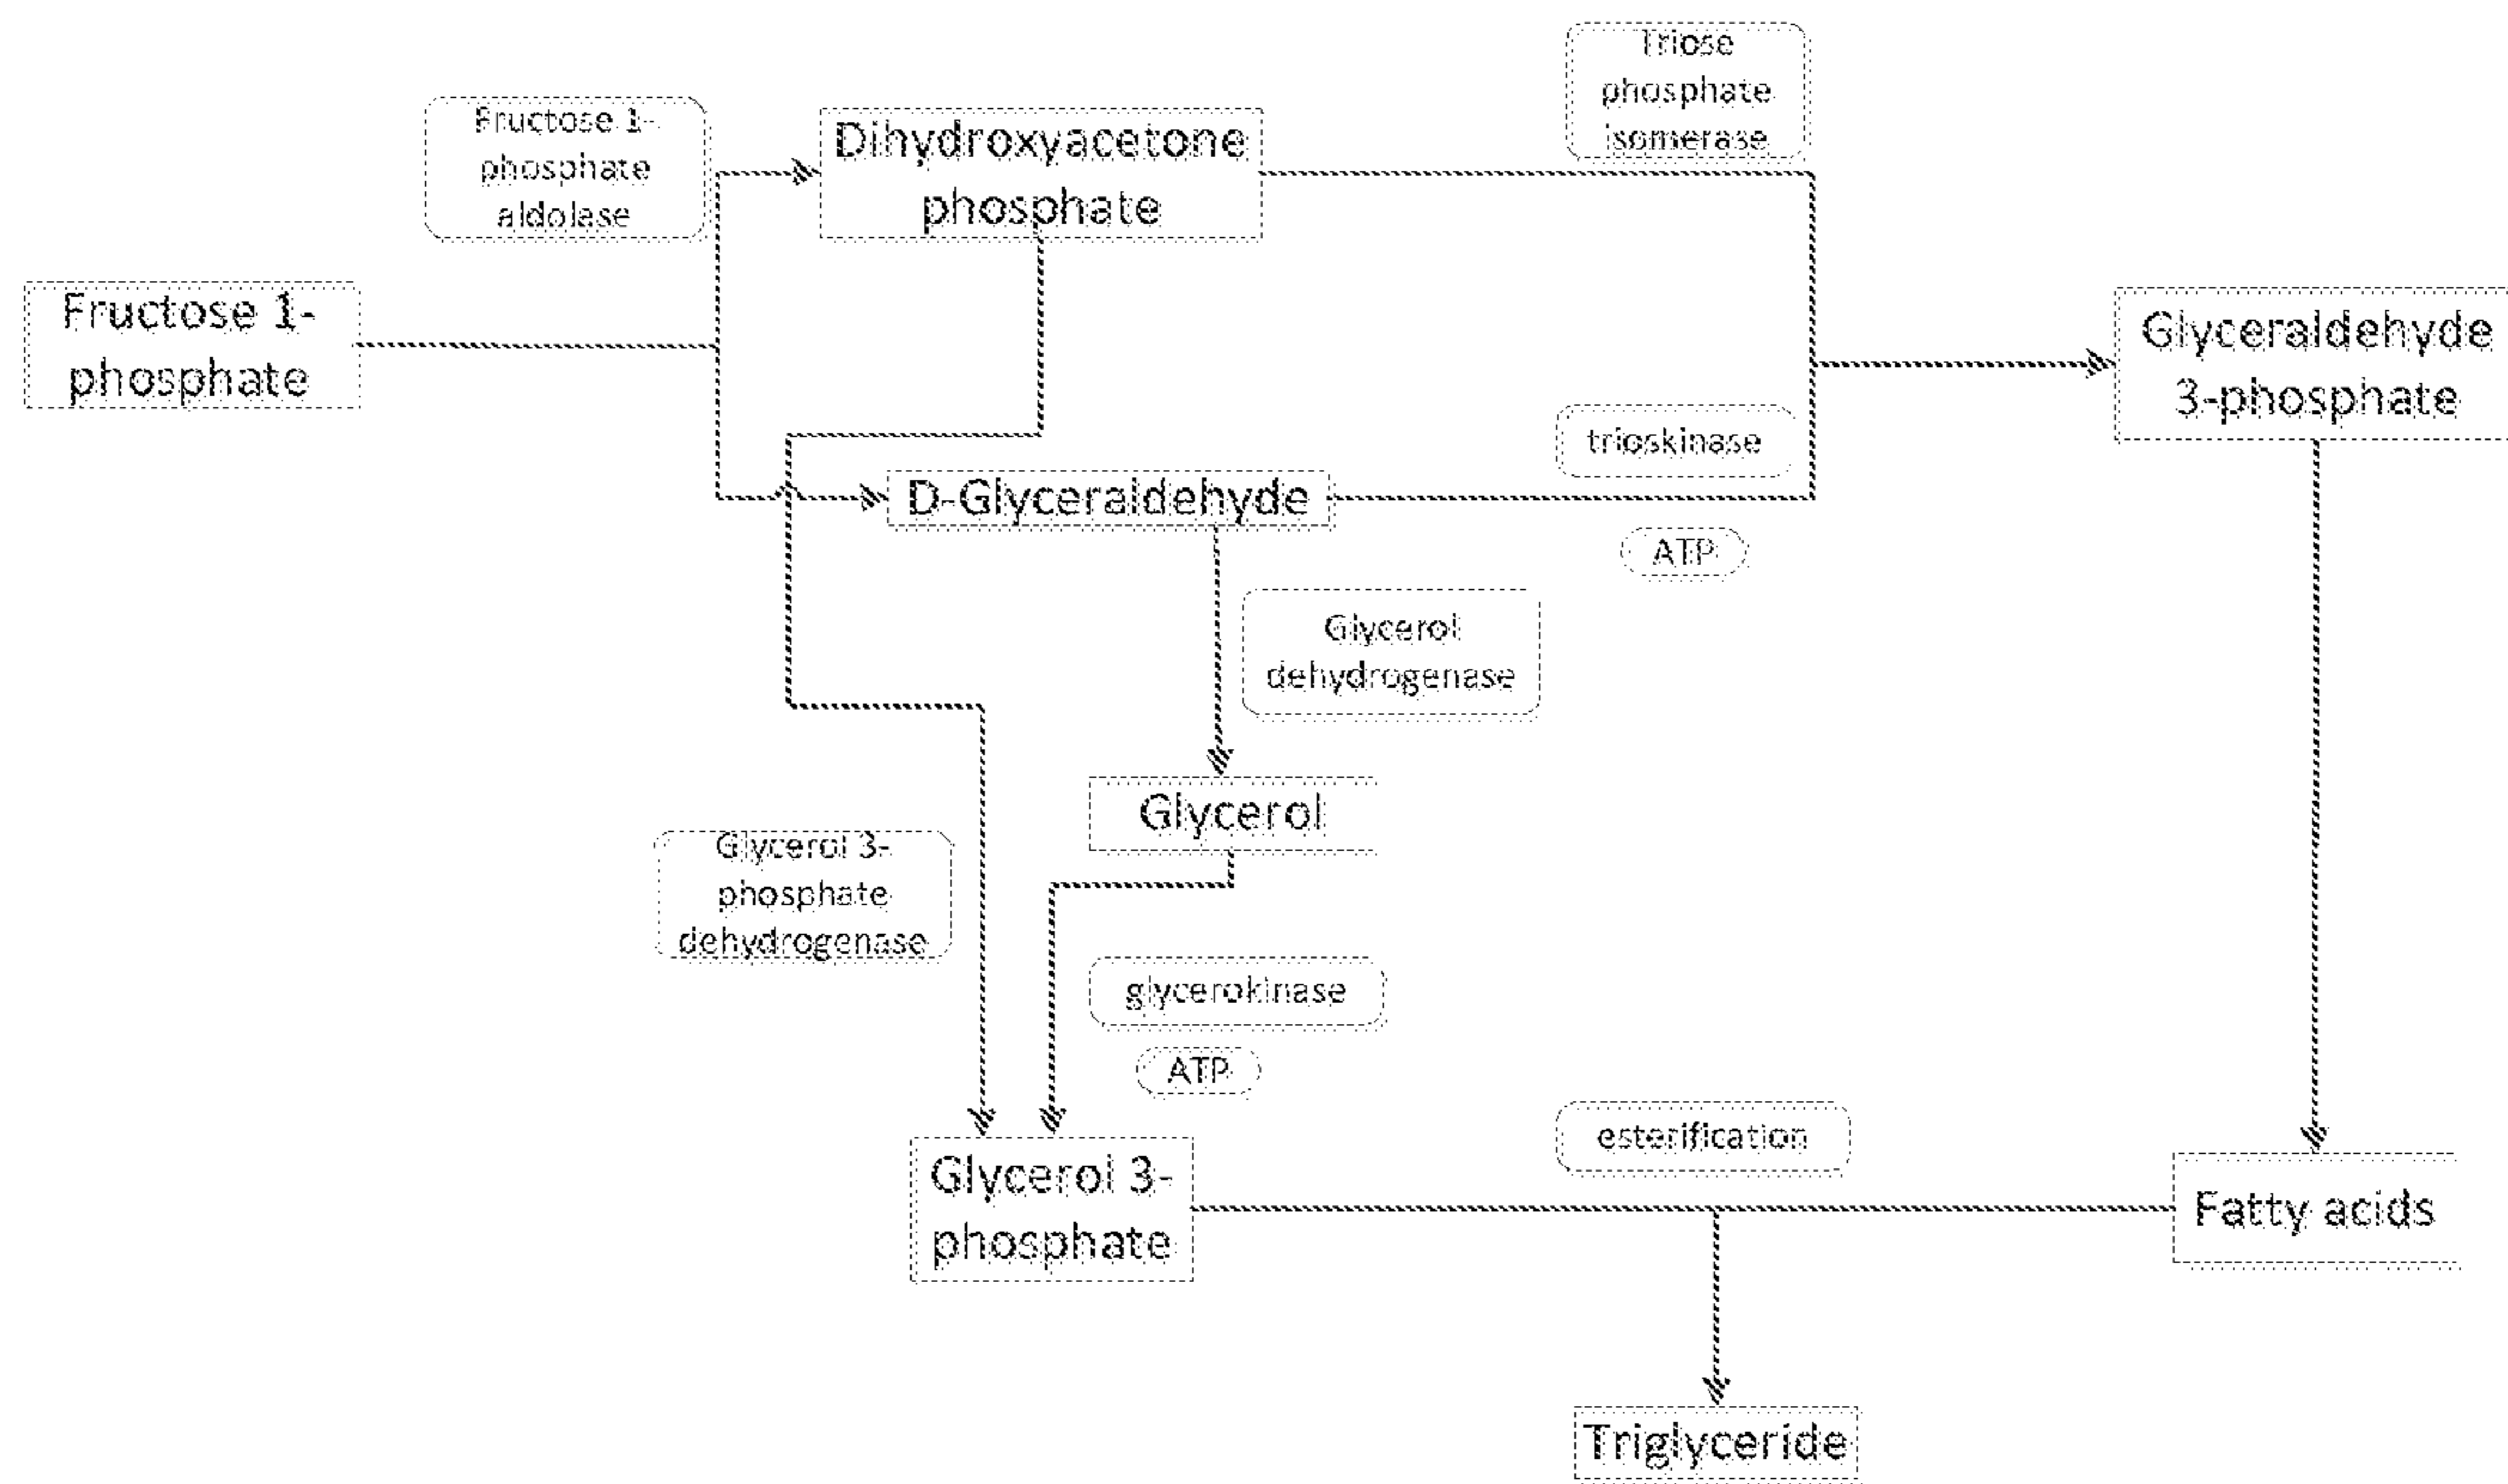 Triose
phosphate
isomerase
Fructose 1-
phosphate
aldolase
Dihydroxyacetone
phosphate
Fructose 1-
phosphate
Glyceraldehyde
3-phosphate
trioskinase
D-Glyceraldehyde
ATP
Glycerol
dehydrogenase
Glycerol
Glycerol 3-
phosphate
dehydrogenase
glycerokinase
ATP
esterification
Glycerol 3-
phosphate
Fatty acids
Triglyceride